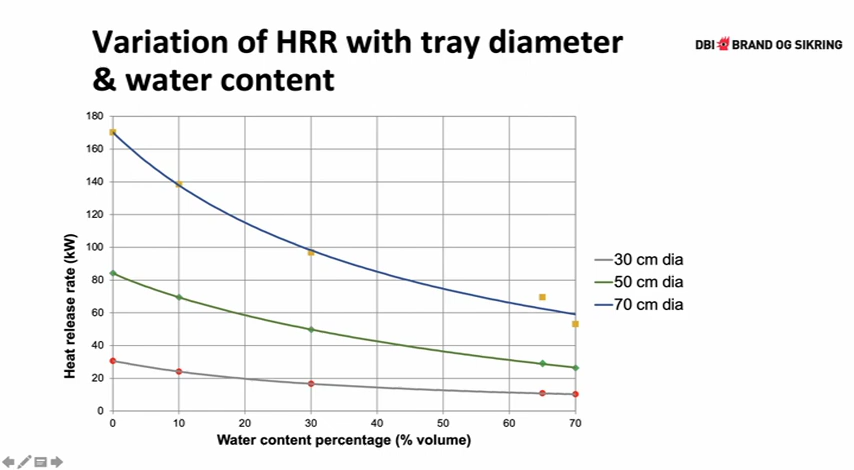 Variation of HRR with tray diameter
& water content
DBI BRAND OG SIKRING
180
160
140
120
100
80
60
40
20
0
Heat release rate (kW)
0 10 20 30 40 50 60 70
Water content percentage (% volume)
30 cm dia
50 cm dia
70 cm dia